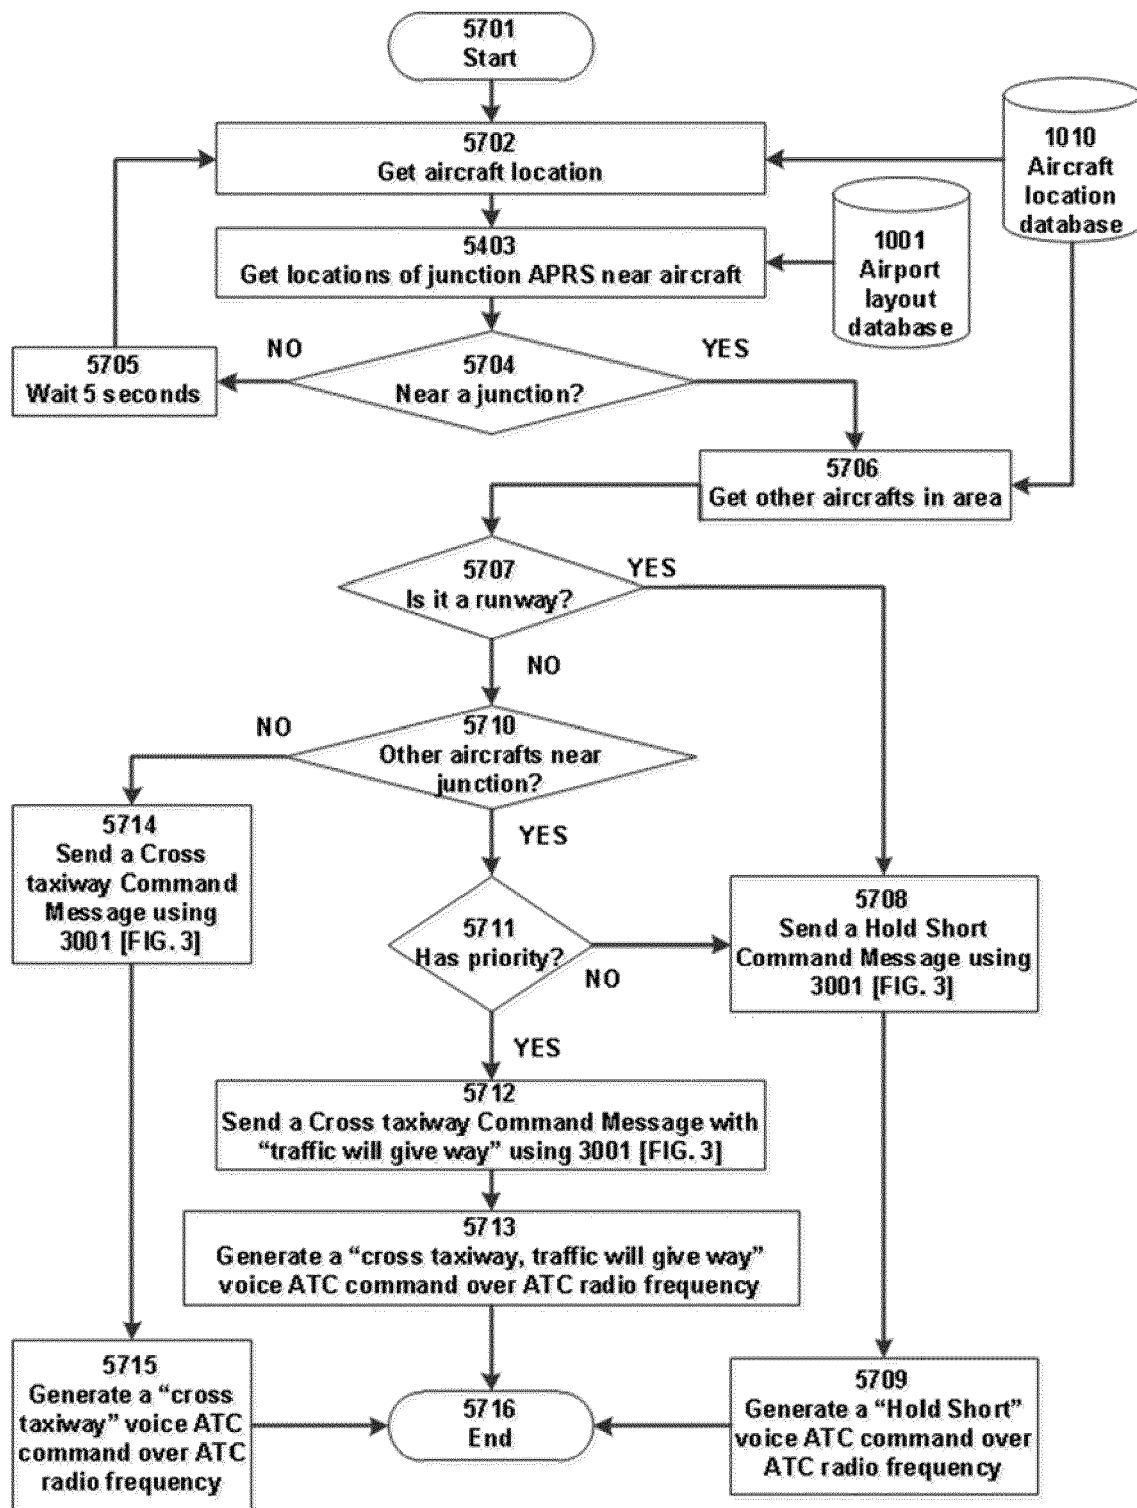 5701
Start
5702
Get aircraft location
1010
Aircraft
location
database
5403
Get locations of junction APRS near aircraft
1001
Airport
layout
database
NO
YES
5704
Near a junction?
5705
Wait 5 seconds
5706
Get other aircrafts in area
5707
Is it a runway?
YES
NO
NO
5710
Other aircrafts near
junction?
YES
5714
Send a Cross
taxiway Command
Message using
3001 [FIG. 3]
5711
Has priority?
NO
YES
5708
Send a Hold Short
Command Message using
3001 [FIG. 3]
5712
Send a Cross taxiway Command Message with
“traffic will give way” using 3001 [FIG. 3]
5713
Generate a “cross taxiway, traffic will give way”
voice ATC command over ATC radio frequency
5715
Generate a “cross
taxiway” voice ATC
command over ATC
radio frequency
5716
End
5709
Generate a “Hold Short”
voice ATC command over
ATC radio frequency